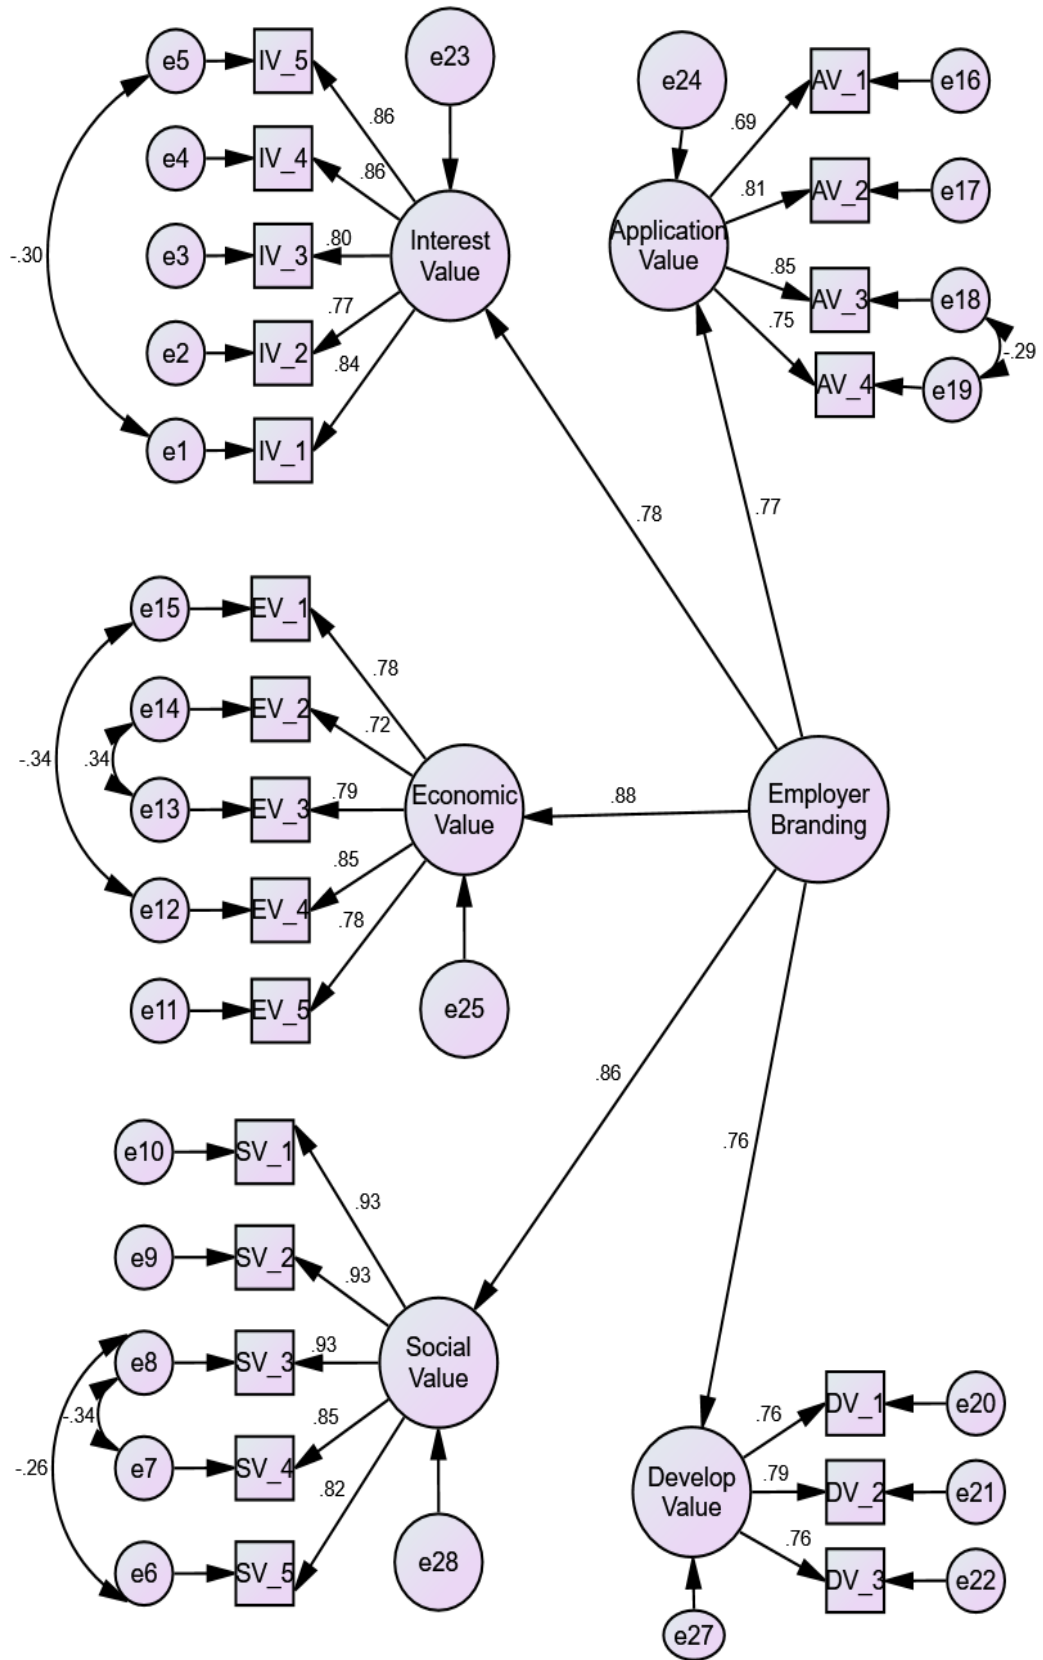 e5
IV_5
e23
.86
e4
IV_4
.86
e3
IV_3
.80
Interest
Value
e2
IV_2
.77
-.30
e1
IV_1
.84
e24
AV_1
e16
.69
Application
Value
AV_2
e17
.81
AV_3
e18
.85
AV_4
e19
.75
-.29
.78
.77
e15
EV_1
.78
e14
EV_2
.72
-.34
.34
e13
EV_3
.79
Economic
Value
.88
Employer
Branding
e12
EV_4
.85
e11
EV_5
.78
e25
.86
.76
e10
SV_1
.93
e9
SV_2
.93
e8
SV_3
.93
Social
Value
-.34
e7
SV_4
.85
-.26
e6
SV_5
.82
e28
DV_1
e20
.76
Develop
Value
DV_2
e21
.79
DV_3
e22
.76
e27